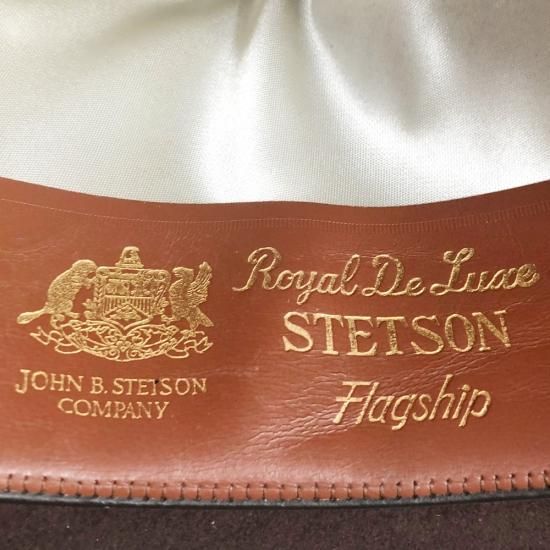 JOHN B. STETSON
COMPANY
Royal De Luxe
STETSON
Flagship